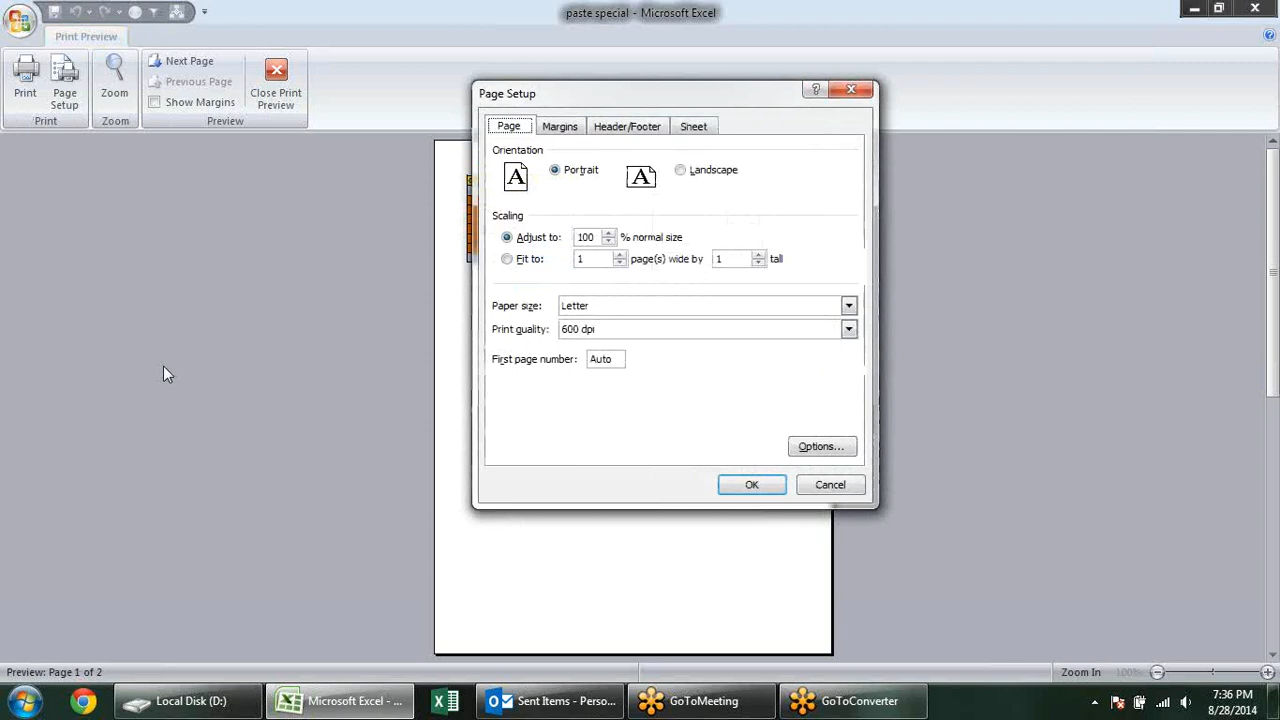 paste special - Microsoft Excel
Print Preview
Print
Page Setup
Zoom
Next Page
Previous Page
Show Margins
Close Print Preview
Print
Zoom
Preview
Page Setup
Page
Margins
Header/Footer
Sheet
Orientation
A
Portrait
A
Landscape
Scaling
Adjust to: 100 % normal size
Fit to: 1 page(s) wide by 1 tall
Paper size: Letter
Print quality: 600 dpi
First page number: Auto
Options...
OK
Cancel
Preview: Page 1 of 2
Zoom In 100%
Local Disk (D:)
Microsoft Excel - ...
Sent Items - Perso...
GoToMeeting
GoToConverter
7:36 PM
8/28/2014